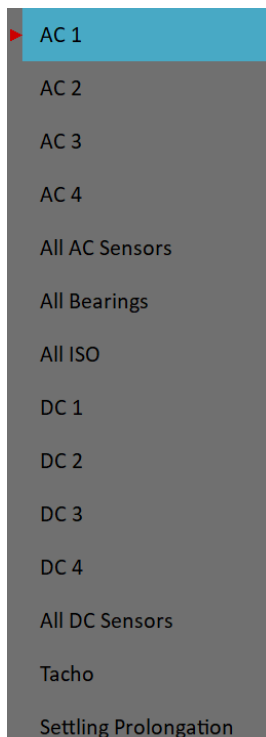 AC 1
AC 2
AC 3
AC 4
All AC Sensors
All Bearings
All ISO
DC 1
DC 2
DC 3
DC 4
All DC Sensors
Tacho
Settling Prolongation